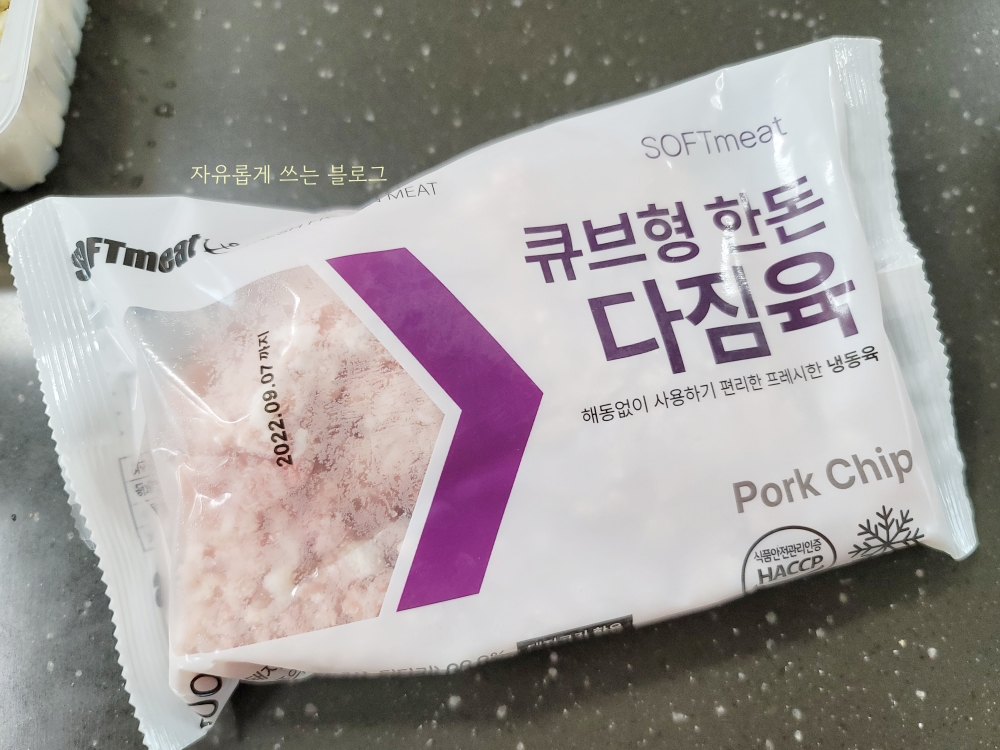 자유롭게 쓰는 블로그
SOFTmeat
MEAT
SOFTmeat
큐브형 한돈
다짐육
해동없이 사용하기 편리한 프레시한 냉동육
2022.09.07 까지
Pork Chip
식품안전관리인증
HACCP